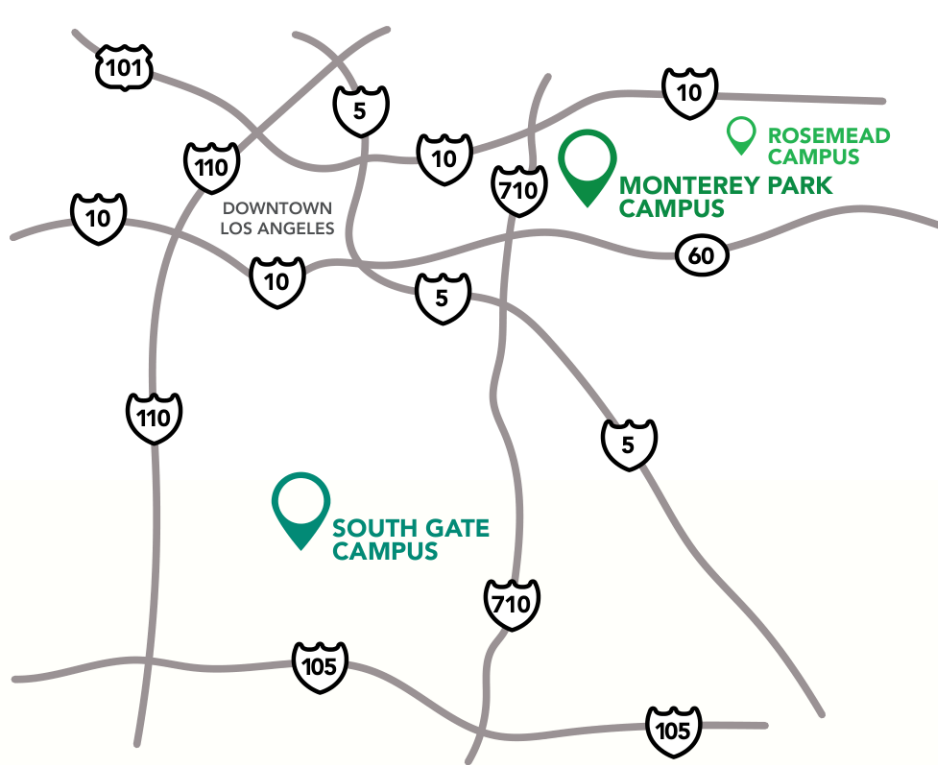 101
5
10
110
10
710
ROSEMEAD
CAMPUS
MONTEREY PARK
CAMPUS
10
DOWNTOWN
LOS ANGELES
60
10
5
110
5
SOUTH GATE
CAMPUS
710
105
105